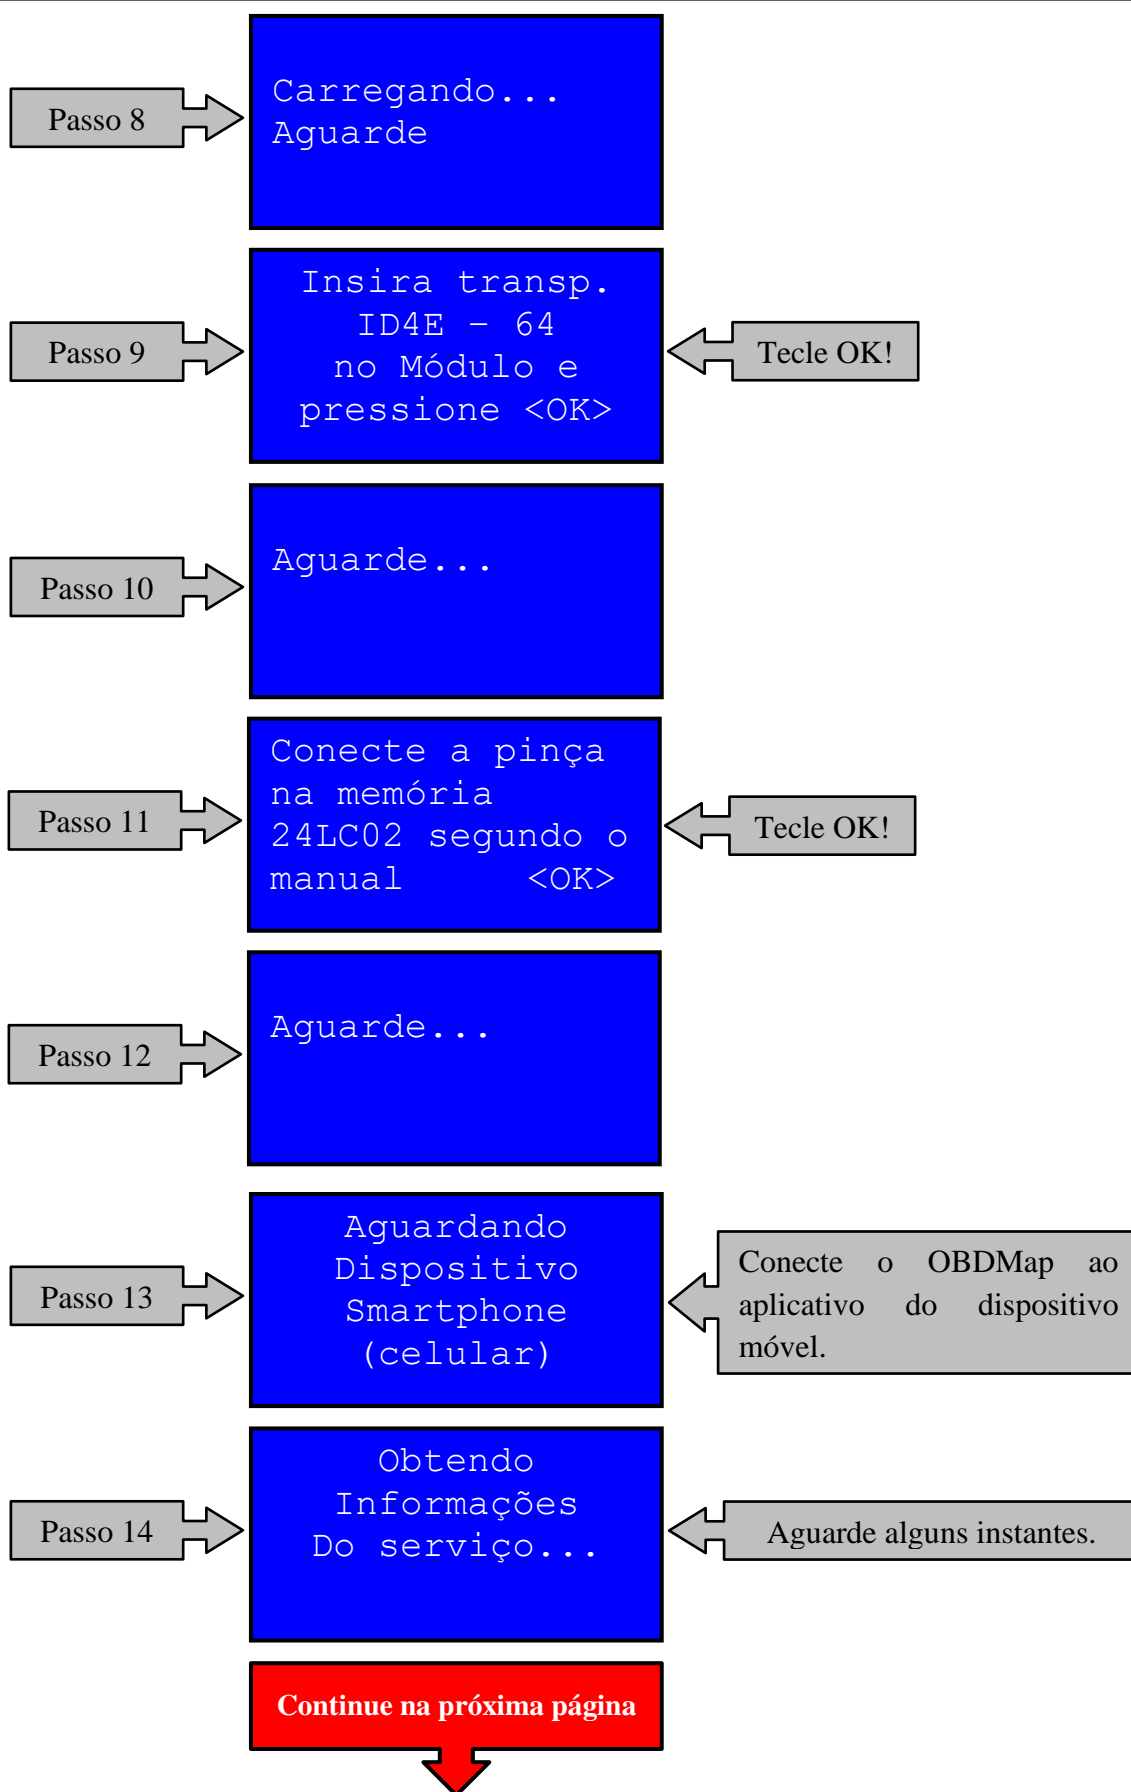 Passo 8
Carregando...
Aguarde
Passo 9
Insira transp.
ID4E – 64
no Módulo e
pressione <OK>
Tecle OK!
Passo 10
Aguarde...
Passo 11
Conecte a pinça
na memória
24LC02 segundo o
manual <OK>
Tecle OK!
Passo 12
Aguarde...
Passo 13
Aguardando
Dispositivo
Smartphone
(celular)
Conecte o OBDMap ao
aplicativo do dispositivo
móvel.
Passo 14
Obtendo
Informações
Do serviço...
Aguarde alguns instantes.
Continue na próxima página